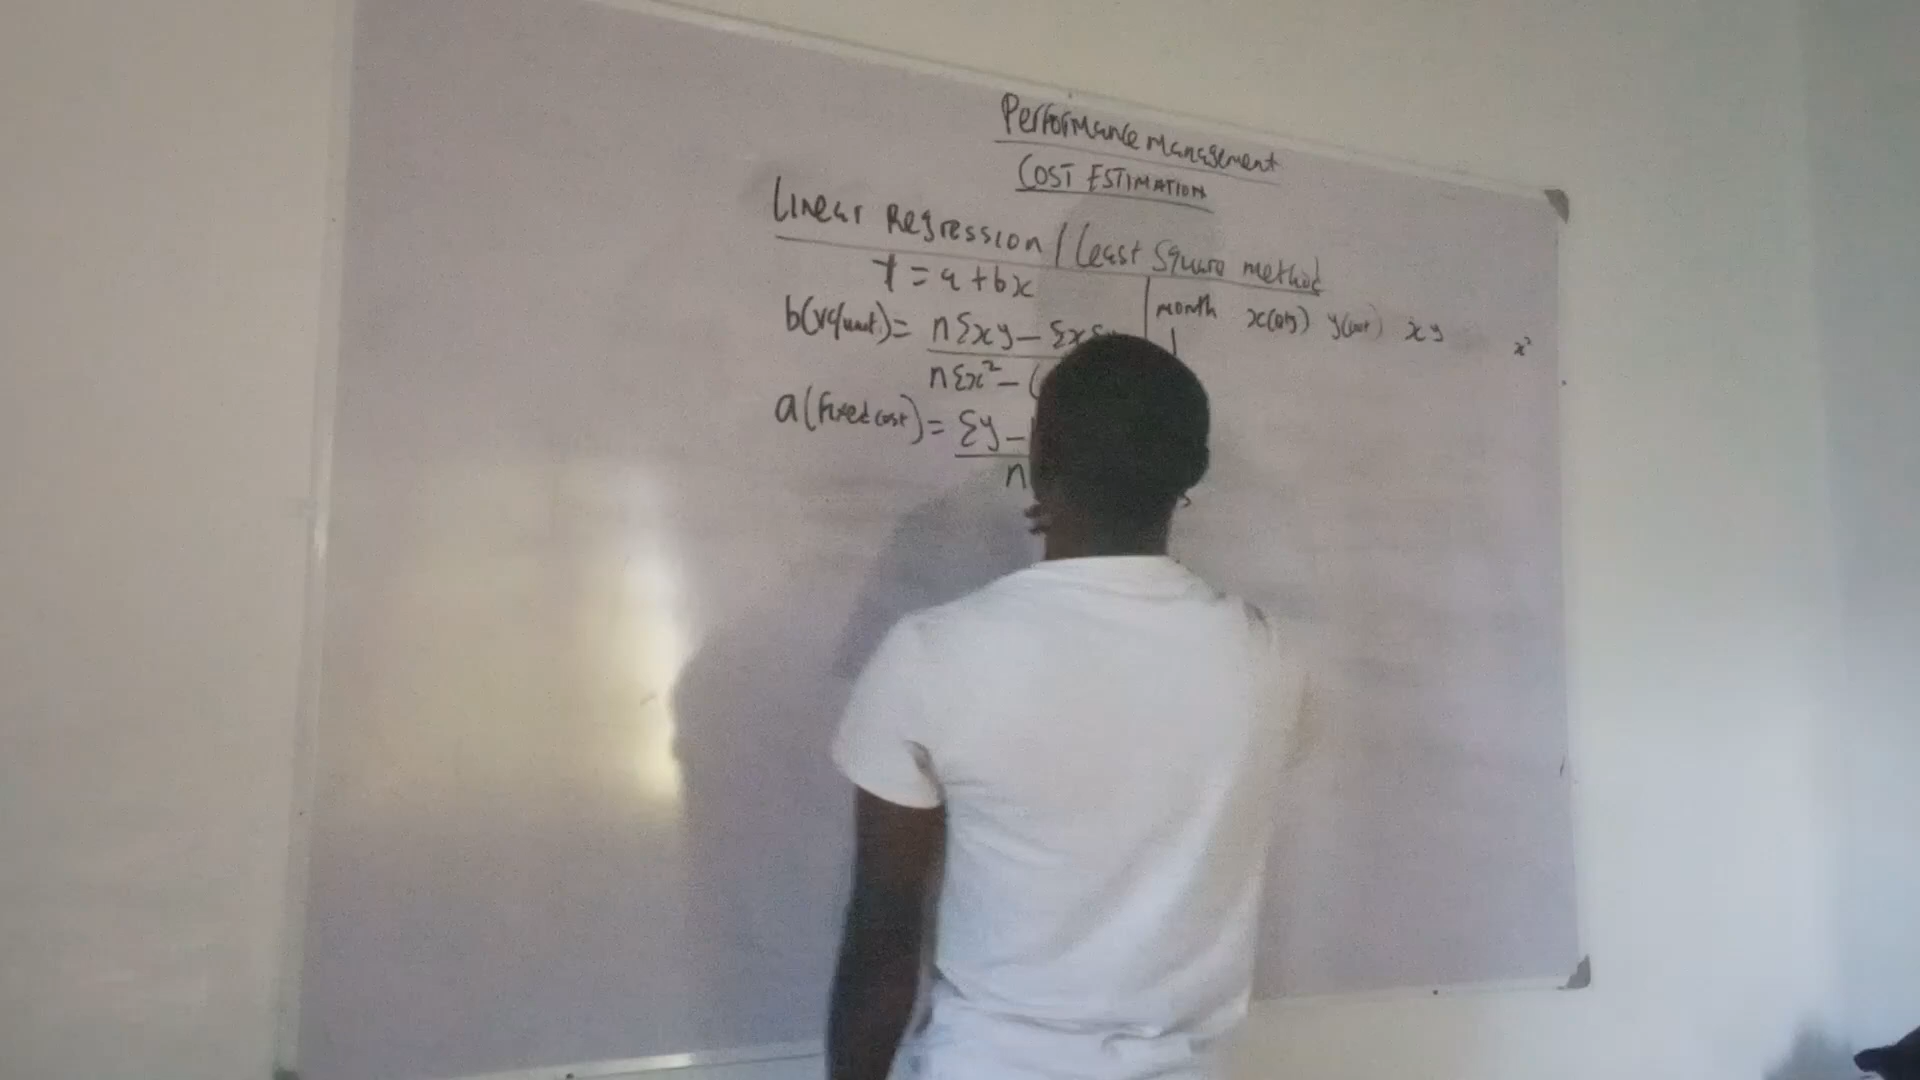 Performance Management
COST ESTIMATION
Linear Regression / Least Square method
Y = a + bx
b(vc/unit) = nΣxy - Σx
nΣx² - (
a(Fixed cost) = Σy -
n
month x(qty) y(cost) xy x²
1